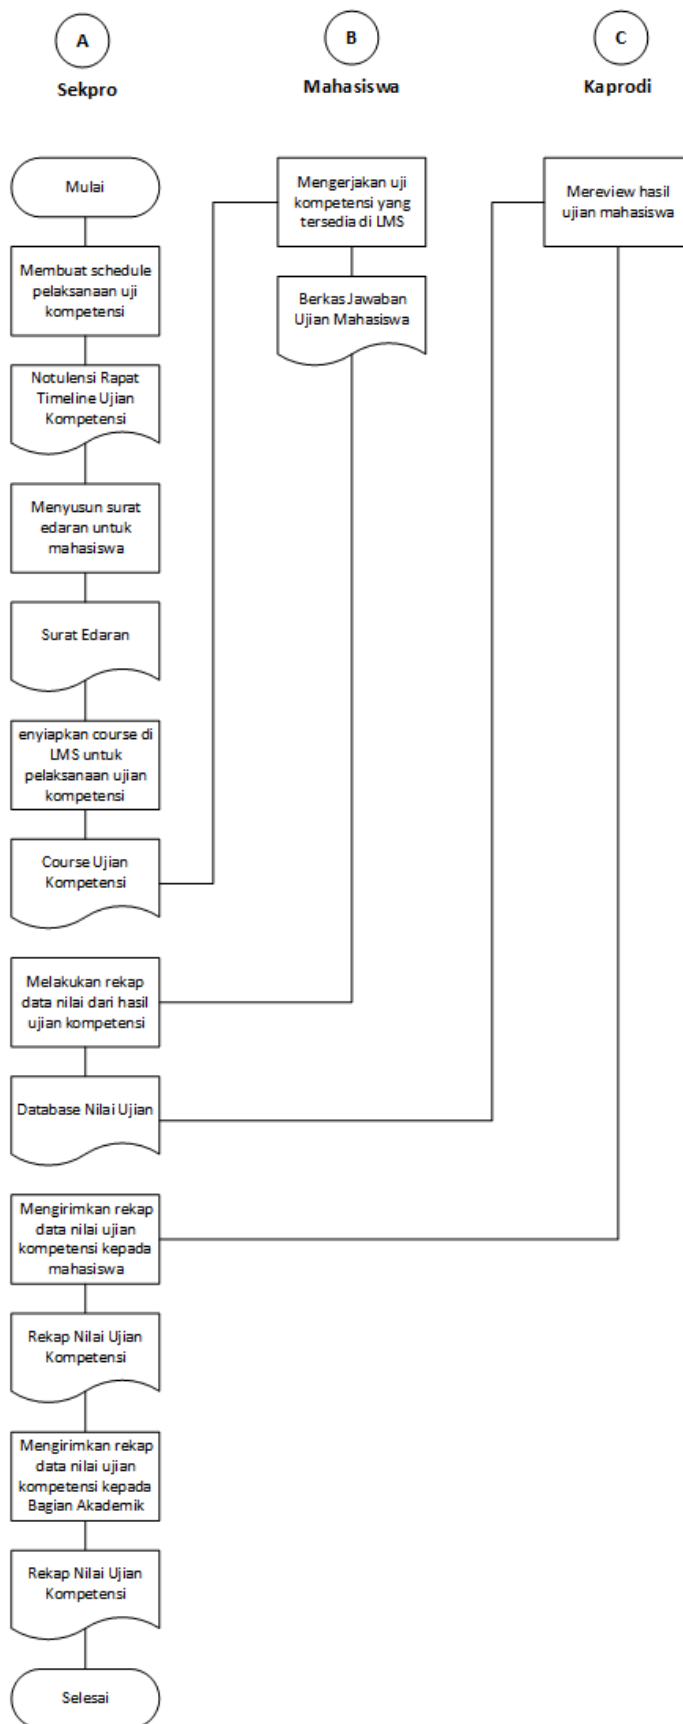 A
Sekpro
B
Mahasiswa
C
Kaprodi
Mulai
Membuat schedule
pelaksanaan uji
kompetensi
Notulensi Rapat
Timeline Ujian
Kompetensi
Menyusun surat
edaran untuk
mahasiswa
Surat Edaran
enyiapkan course di
LMS untuk
pelaksanaan ujian
kompetensi
Course Ujian
Kompetensi
Mengerjakan uji
kompetensi yang
tersedia di LMS
Berkas Jawaban
Ujian Mahasiswa
Melakukan rekap
data nilai dari hasil
ujian kompetensi
Database Nilai Ujian
Mereview hasil
ujian mahasiswa
Mengirimkan rekap
data nilai ujian
kompetensi kepada
mahasiswa
Rekap Nilai Ujian
Kompetensi
Mengirimkan rekap
data nilai ujian
kompetensi kepada
Bagian Akademik
Rekap Nilai Ujian
Kompetensi
Selesai